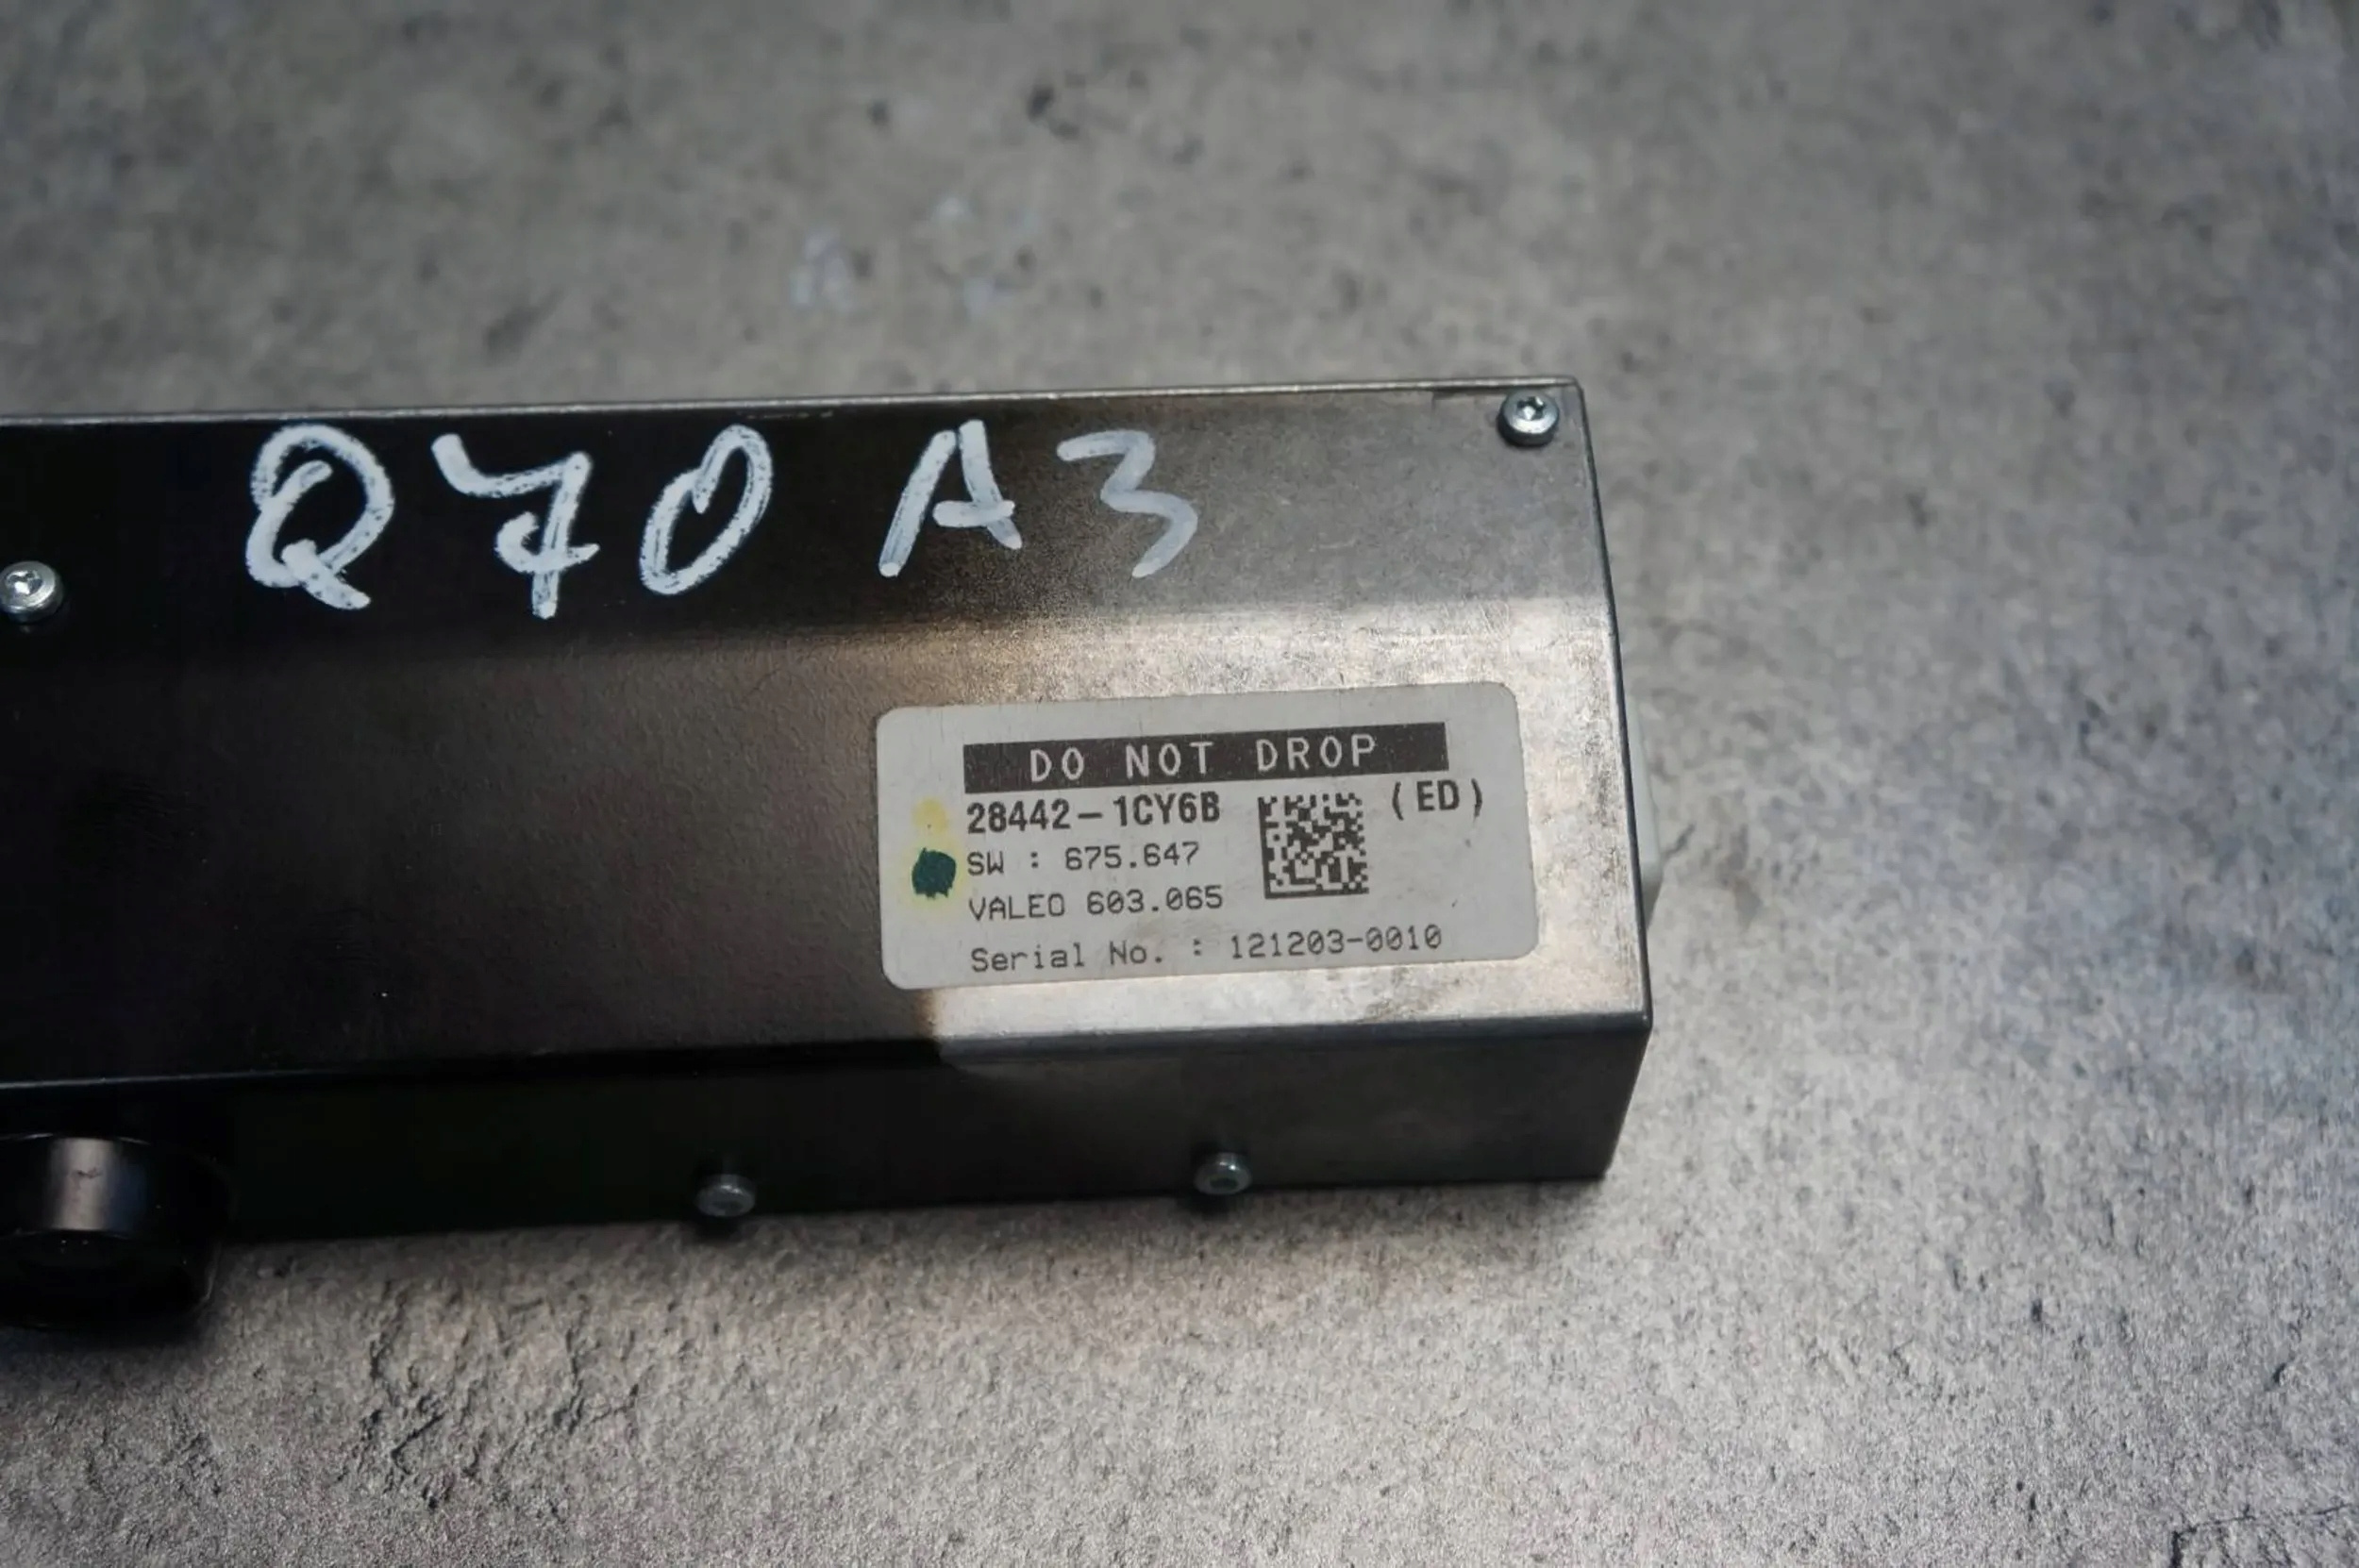 Q70 A3
DO NOT DROP
28442-1CY6B (ED)
SW : 675.647
VALEO 603.065
Serial No. : 121203-0010